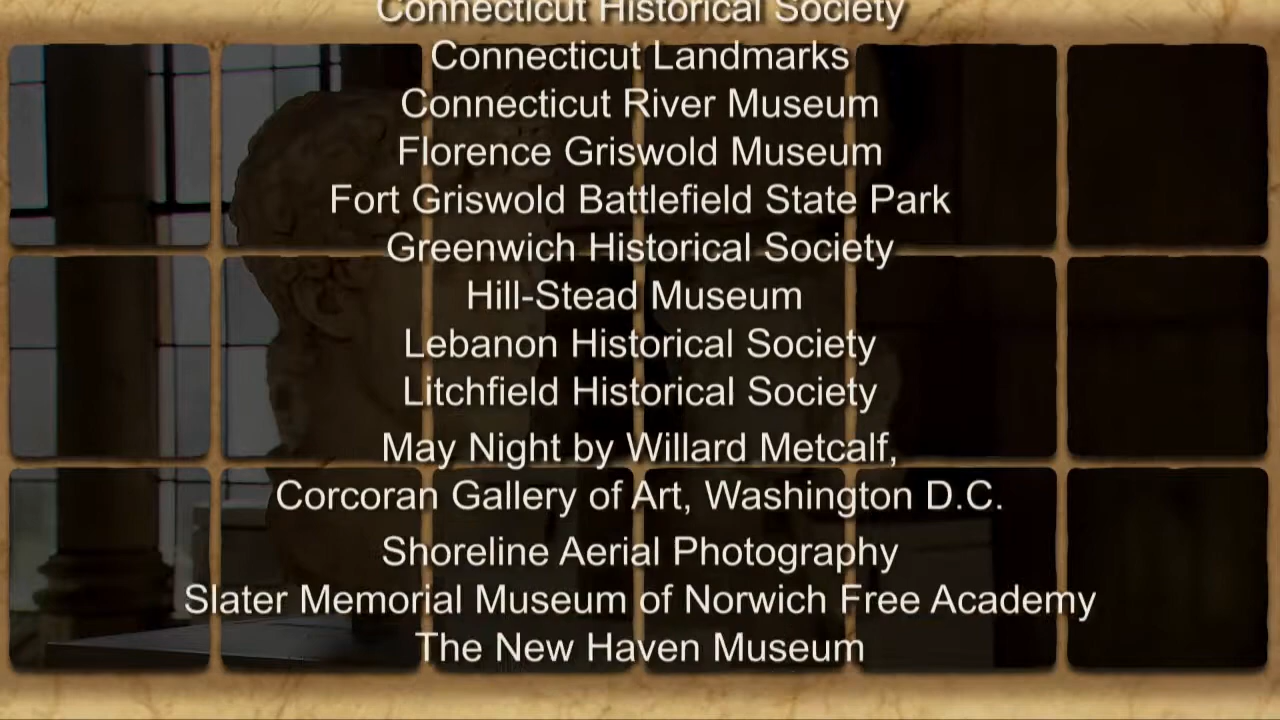 Connecticut Historical Society
Connecticut Landmarks
Connecticut River Museum
Florence Griswold Museum
Fort Griswold Battlefield State Park
Greenwich Historical Society
Hill-Stead Museum
Lebanon Historical Society
Litchfield Historical Society
May Night by Willard Metcalf,
Corcoran Gallery of Art, Washington D.C.
Shoreline Aerial Photography
Slater Memorial Museum of Norwich Free Academy
The New Haven Museum